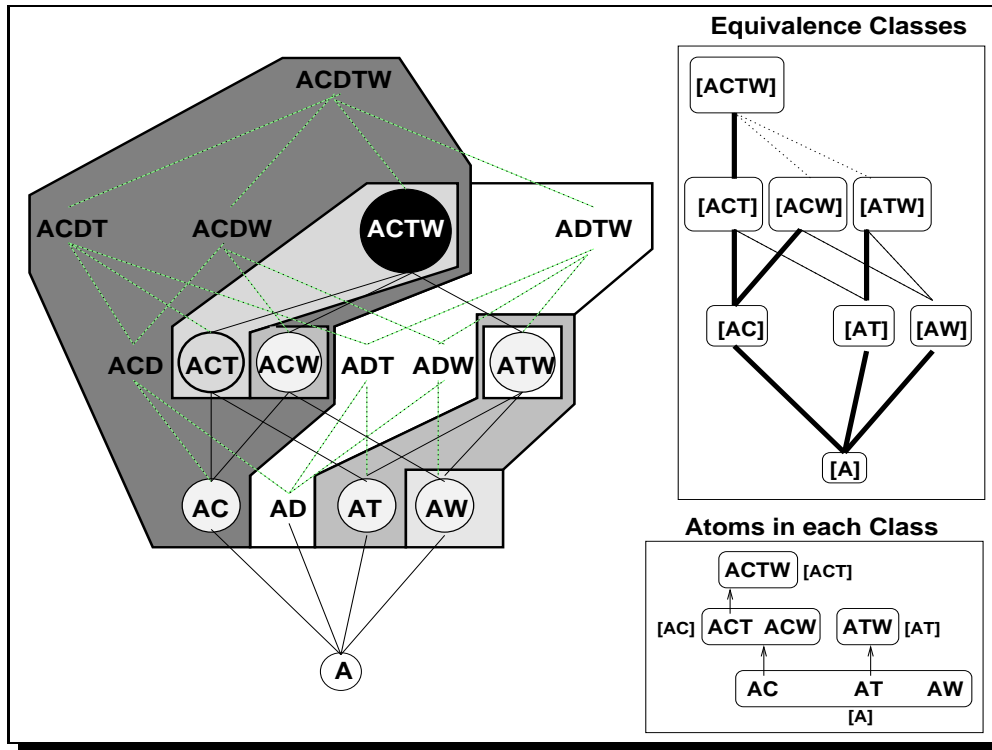 Equivalence Classes
ACDTW
[ACTW]
ACDT ACDW ACTW ADTW
[ACT] [ACW] [ATW]
ACD ACT ACW ADT ADW ATW
[AC] [AT] [AW]
[A]
AC AD AT AW
A
Atoms in each Class
ACTW [ACT]
[AC] ACT ACW ATW [AT]
AC AT AW
[A]